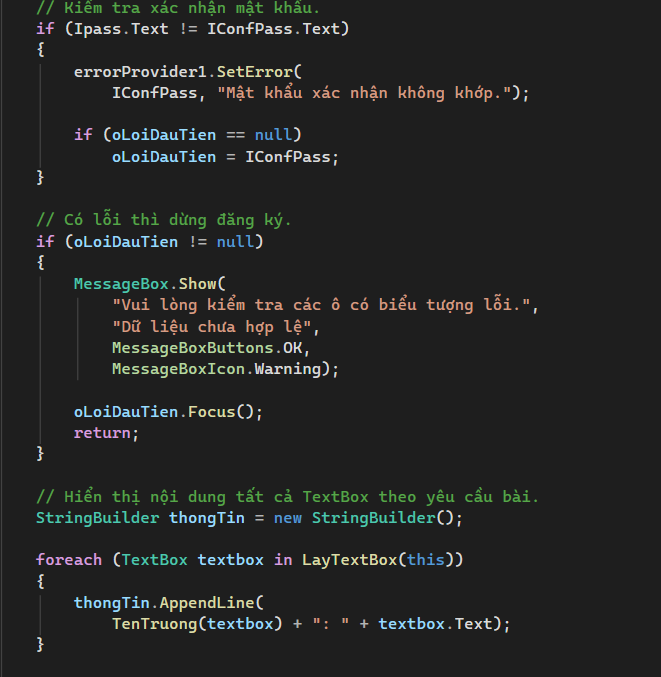 // Kiểm tra xác nhận mật khẩu.
if (Ipass.Text != IConfPass.Text)
{
errorProvider1.SetError(
IConfPass, "Mật khẩu xác nhận không khớp.");
if (oLoiDauTien == null)
oLoiDauTien = IConfPass;
}
// Có lỗi thì dừng đăng ký.
if (oLoiDauTien != null)
{
MessageBox.Show(
"Vui lòng kiểm tra các ô có biểu tượng lỗi.",
"Dữ liệu chưa hợp lệ",
MessageBoxButtons.OK,
MessageBoxIcon.Warning);
oLoiDauTien.Focus();
return;
}
// Hiển thị nội dung tất cả TextBox theo yêu cầu bài.
StringBuilder thongTin = new StringBuilder();
foreach (TextBox textbox in LayTextBox(this))
{
thongTin.AppendLine(
TenTruong(textbox) + ": " + textbox.Text);
}